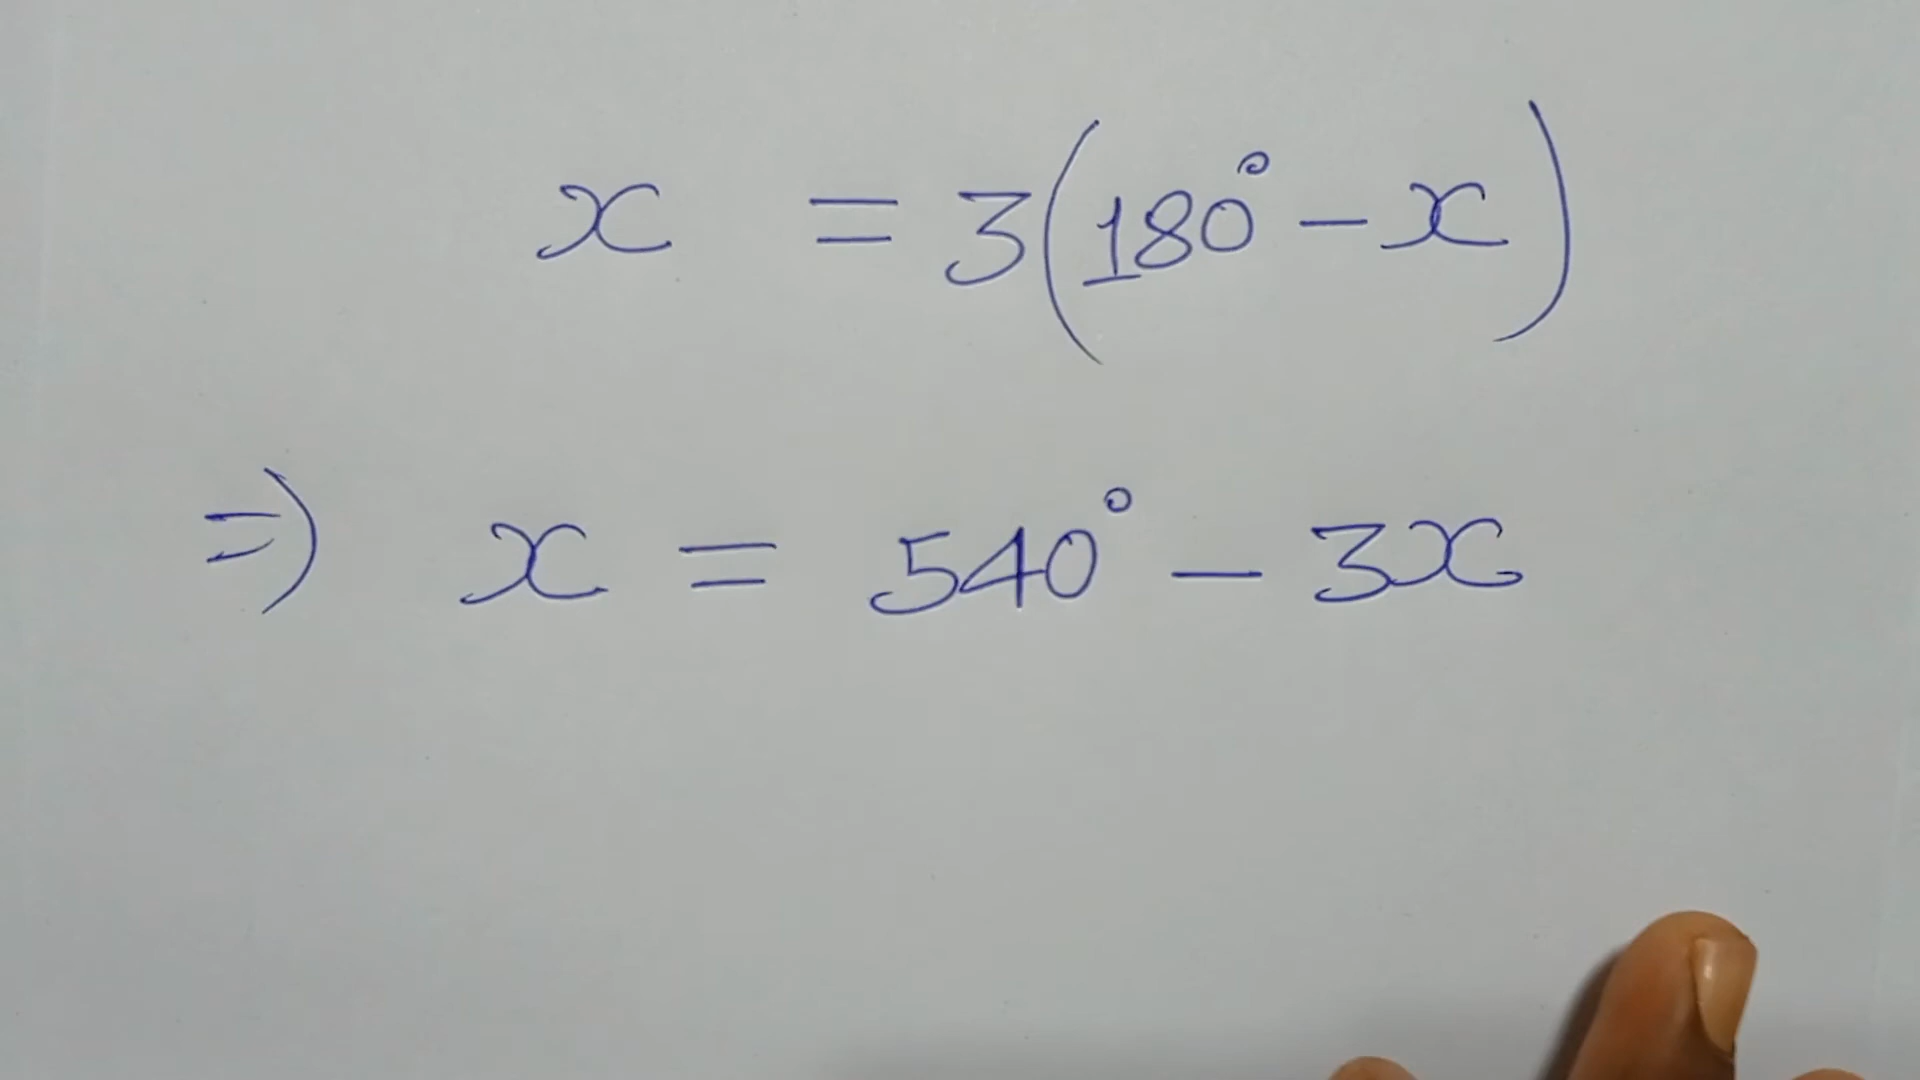 x = 3(180° - x)
=) x = 540° - 3x